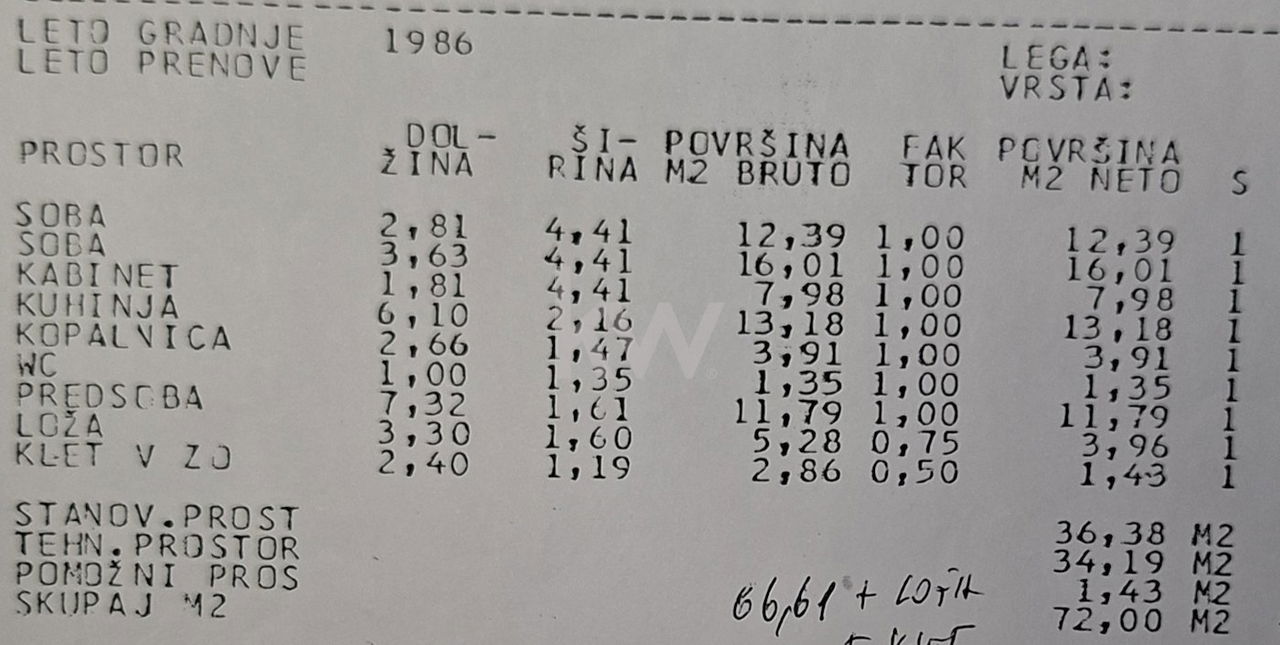 LETO GRADNJE 1986
LETO PRENOVE LEGA:
VRSTA:
PROSTOR DOL- ŠI- POVRŠINA FAK POVRŠINA
ŽINA RINA M2 BRUTO TOR M2 NETO S
SOBA 2,81 4,41 12,39 1,00 12,39 1
SOBA 3,63 4,41 16,01 1,00 16,01 1
KABINET 1,81 4,41 7,98 1,00 7,98 1
KUHINJA 6,10 2,16 13,18 1,00 13,18 1
KOPALNICA 2,66 1,47 3,91 1,00 3,91 1
WC 1,00 1,35 1,35 1,00 1,35 1
PREDSOBA 7,32 1,61 11,79 1,00 11,79 1
LOŽA 3,30 1,60 5,28 0,75 3,96 1
KLET V ZO 2,40 1,19 2,86 0,50 1,43 1
STANOV.PROST 36,38 M2
TEHN.PROSTOR 34,19 M2
POMOŽNI PROS 1,43 M2
SKUPAJ M2 72,00 M2
66,61 + LOŽA